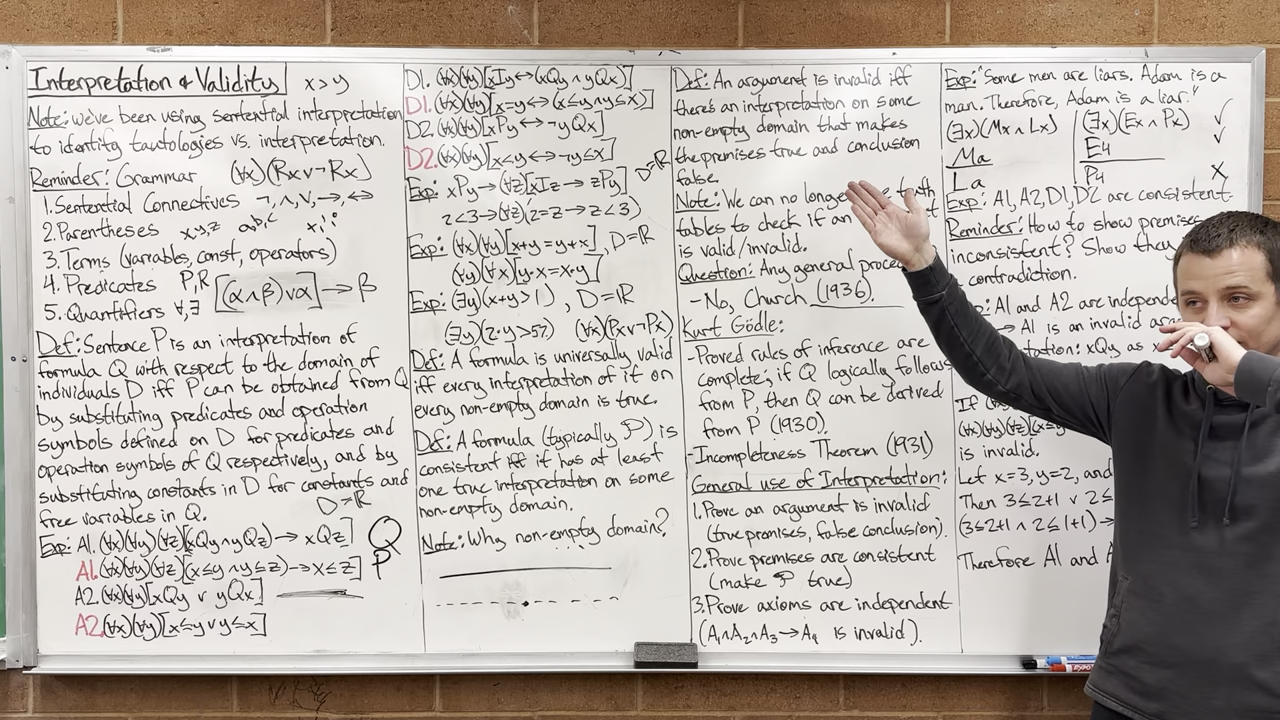 Interpretation & Validity x>y
Note: we've been using sentential interpretation
to identify tautologies vs. interpretation.
Reminder: Grammar (∀x)(Rx∨¬Rx)
1. Sentential Connectives ¬,∧,∨,→,↔
2. Parentheses x,y,z a,b,c
3. Terms (variables, const, operators)
4. Predicates P,R [(α∧β)∨α]→β
5. Quantifiers ∀,∃
Def: Sentence P is an interpretation of
formula Q with respect to the domain of
individuals D iff P can be obtained from Q
by substituting predicates and operation
symbols defined on D for predicates and
operation symbols of Q respectively, and by
substituting constants in D for constants and
free variables in Q. D=ℝ
Exp: A1. (∀x)(∀y)(∀z)[xQy∧yQz)→xQz] Q
A1. (∀x)(∀y)(∀z)[(x≤y∧y≤z)→x≤z] P
A2. (∀x)(∀y)[xQy∨yQx]
A2. (∀x)(∀y)[x≤y∨y≤x]
D1. (∀x)(∀y)[xIy↔(xQy∧yQx)]
D1. (∀x)(∀y)[x=y↔(x≤y∧y≤x)]
D2. (∀x)(∀y)[xPy↔¬yQx]
D2. (∀x)(∀y)[x<y↔¬y≤x] D=ℝ
Exp: xPy→(∀z)[xIz→zPy]
2<3→(∀z)(2=z→z<3)
Exp: (∀x)(∀y)[x+y=y+x], D=ℝ
(∀y)(∀x)[y·x=x·y]
Exp: (∃y)(x+y>1), D=ℝ
(∃y)(2·y>52) (∀x)(Px∨¬Px)
Def: A formula is universally valid
iff every interpretation of it on
every non-empty domain is true.
Def: A formula (typically P) is
consistent iff it has at least
one true interpretation on some
non-empty domain.
Note: Why non-empty domain?
Def: An argument is invalid iff
there's an interpretation on some
non-empty domain that makes
the premises true and conclusion
false.
Note: We can no longer
tables to check if an
is valid/invalid.
Question: Any general
-No, Church (1936).
Kurt Gödle:
-Proved rules of inference are
complete; if Q logically follows
from P, then Q can be derived
from P (1930).
-Incompleteness Theorem (1931)
General use of Interpretation:
1. Prove an argument is invalid
(true premises, false conclusion).
2. Prove premises are consistent
(make P true)
3. Prove axioms are independent
(A1∧A2∧A3→A4 is invalid).
Exp: "Some men are liars. Adam is a
man. Therefore, Adam is a liar."
(∃x)(Mx∧Lx) (∃x)(Ex∧Px) ✓
Ma E4 ✓
La P4 X
Exp: A1, A2, D1, D2 are consistent.
Reminder: How to show premises
inconsistent? Show they
contradiction.
A1 and A2 are
→ A1 is an invalid
xQy as
is invalid.
Let x=3, y=2, and
Then 3≤2+1 ∨ 2≤
(3≤2+1 ∧ 2≤1+1)→
Therefore A1 and
EXPO